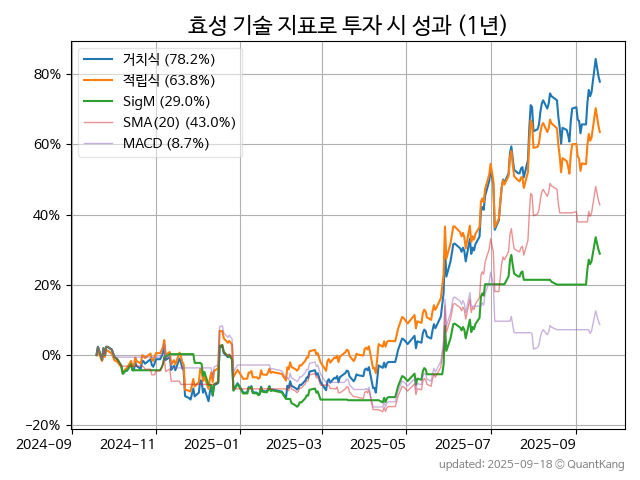 효성 기술 지표로 투자 시 성과 (1년)
거치식 (78.2%)
적립식 (63.8%)
SigM (29.0%)
SMA(20) (43.0%)
MACD (8.7%)
80%
60%
40%
20%
0%
−20%
2024-09
2024-11
2025-01
2025-03
2025-05
2025-07
2025-09
updated: 2025-09-18 © QuantKang